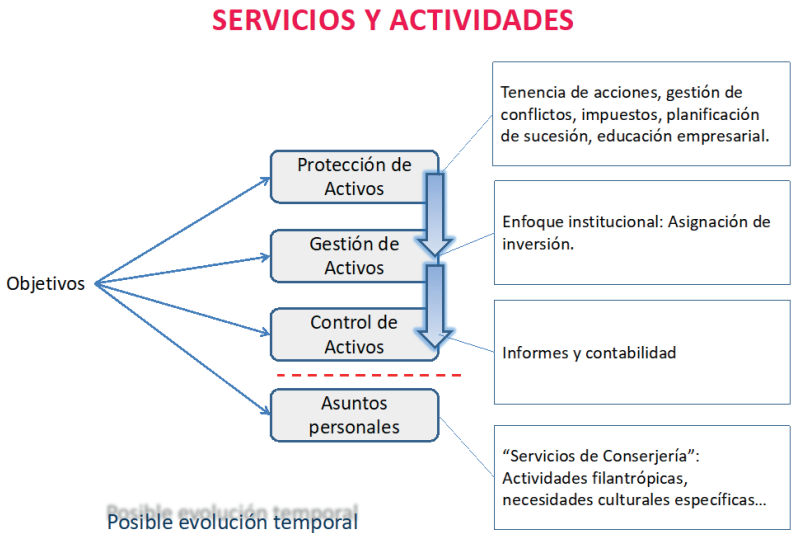 SERVICIOS Y ACTIVIDADES
Tenencia de acciones, gestión de
conflictos, impuestos, planificación
de sucesión, educación empresarial.
Protección de
Activos
Enfoque institucional: Asignación de
inversión.
Gestión de
Activos
Objetivos
Control de
Activos
Informes y contabilidad
Asuntos
personales
“Servicios de Conserjería”:
Actividades filantrópicas,
necesidades culturales específicas…
Posible evolución temporal